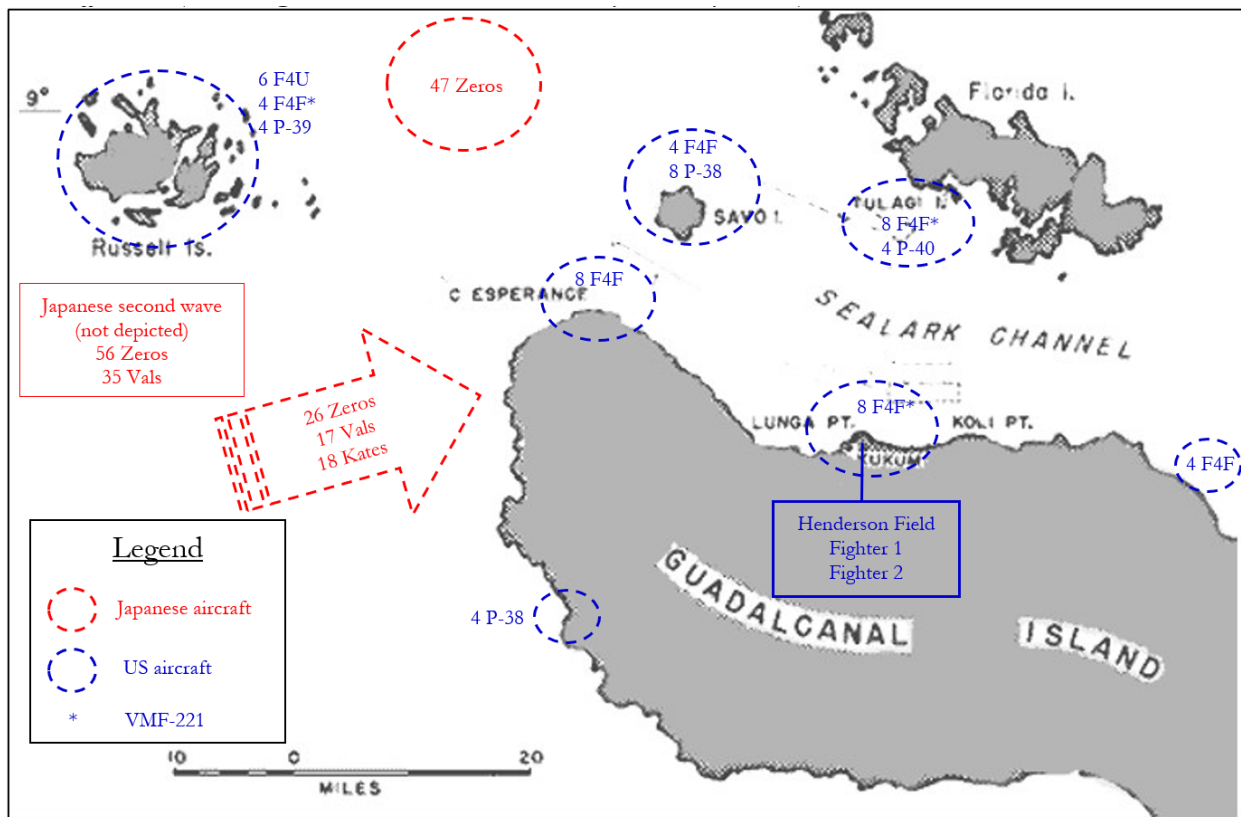 6 F4U
4 F4F*
4 P-39
47 Zeros
9°
Florida I.
4 F4F
8 P-38
SAVO I.
TULAGI I.
8 F4F*
4 P-40
Russell Is.
8 F4F
C ESPERANCE
SEALARK CHANNEL
Japanese second wave
(not depicted)
56 Zeros
35 Vals
26 Zeros
17 Vals
18 Kates
8 F4F*
LUNGA PT.
KOLI PT.
KUKUM
4 F4F
Henderson Field
Fighter 1
Fighter 2
GUADALCANAL
ISLAND
4 P-38
Legend
Japanese aircraft
US aircraft
* VMF-221
10 0 20
MILES